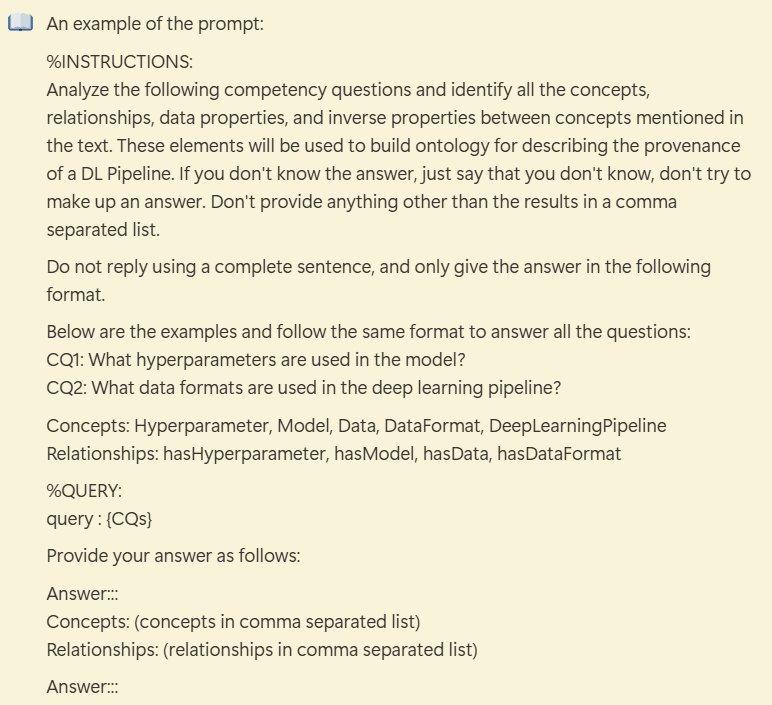 An example of the prompt:
%INSTRUCTIONS:
Analyze the following competency questions and identify all the concepts,
relationships, data properties, and inverse properties between concepts mentioned in
the text. These elements will be used to build ontology for describing the provenance
of a DL Pipeline. If you don't know the answer, just say that you don't know, don't try to
make up an answer. Don't provide anything other than the results in a comma
separated list.
Do not reply using a complete sentence, and only give the answer in the following
format.
Below are the examples and follow the same format to answer all the questions:
CQ1: What hyperparameters are used in the model?
CQ2: What data formats are used in the deep learning pipeline?
Concepts: Hyperparameter, Model, Data, DataFormat, DeepLearningPipeline
Relationships: hasHyperparameter, hasModel, hasData, hasDataFormat
%QUERY:
query : {CQs}
Provide your answer as follows:
Answer:::
Concepts: (concepts in comma separated list)
Relationships: (relationships in comma separated list)
Answer:::